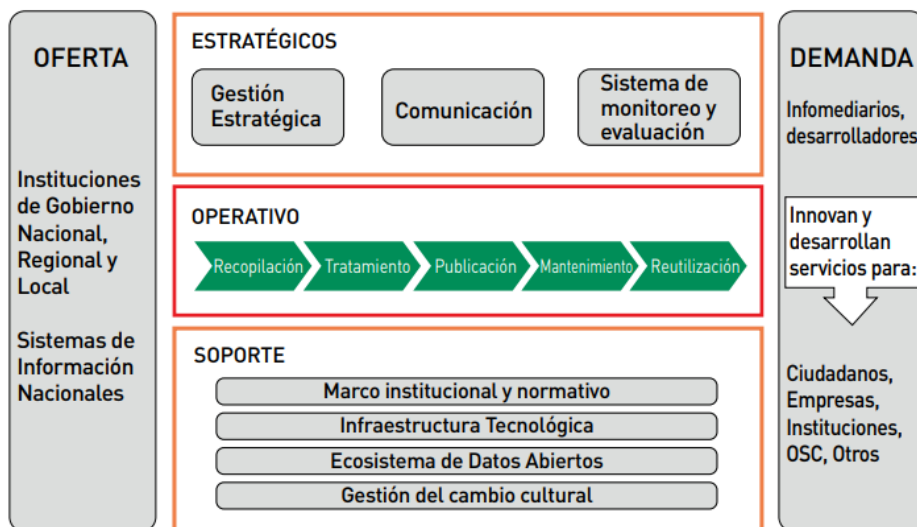 OFERTA
Instituciones
de Gobierno
Nacional,
Regional y
Local
Sistemas de
Información
Nacionales
ESTRATÉGICOS
Gestión
Estratégica
Comunicación
Sistema de
monitoreo y
evaluación
OPERATIVO
Recopilación
Tratamiento
Publicación
Mantenimiento
Reutilización
SOPORTE
Marco institucional y normativo
Infraestructura Tecnológica
Ecosistema de Datos Abiertos
Gestión del cambio cultural
DEMANDA
Infomediarios,
desarrolladores
Innovan y
desarrollan
servicios para:
Ciudadanos,
Empresas,
Instituciones,
OSC, Otros